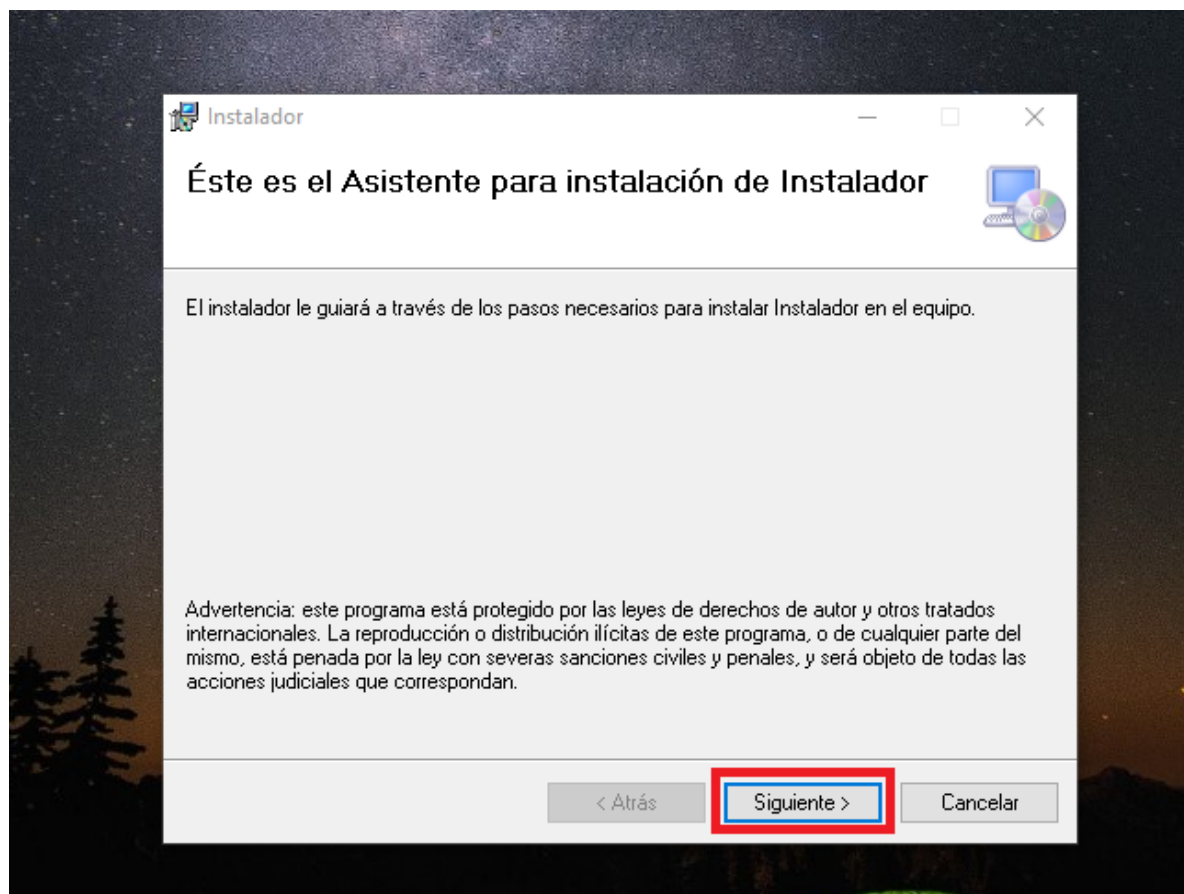 Instalador
Éste es el Asistente para instalación de Instalador
El instalador le guiará a través de los pasos necesarios para instalar Instalador en el equipo.
Advertencia: este programa está protegido por las leyes de derechos de autor y otros tratados
internacionales. La reproducción o distribución ilícitas de este programa, o de cualquier parte del
mismo, está penada por la ley con severas sanciones civiles y penales, y será objeto de todas las
acciones judiciales que correspondan.
< Atrás Siguiente > Cancelar